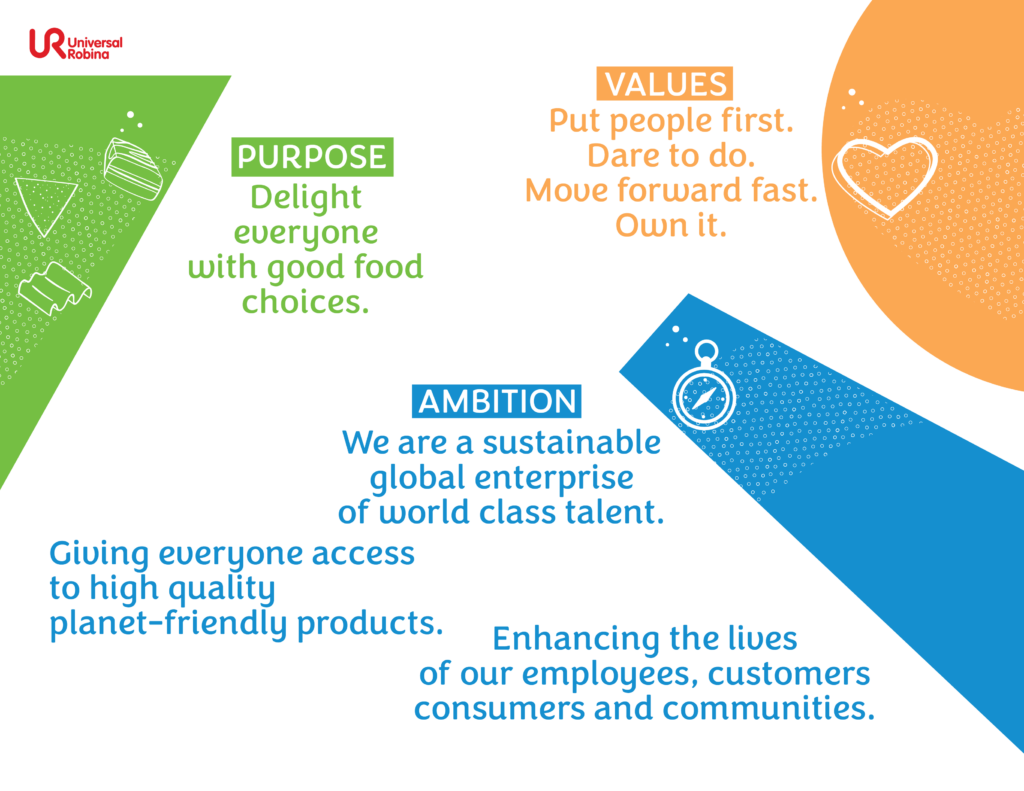 UR Universal
Robina
PURPOSE
Delight
everyone
with good food
choices.
VALUES
Put people first.
Dare to do.
Move forward fast.
Own it.
AMBITION
We are a sustainable
global enterprise
of world class talent.
Giving everyone access
to high quality
planet-friendly products.
Enhancing the lives
of our employees, customers
consumers and communities.